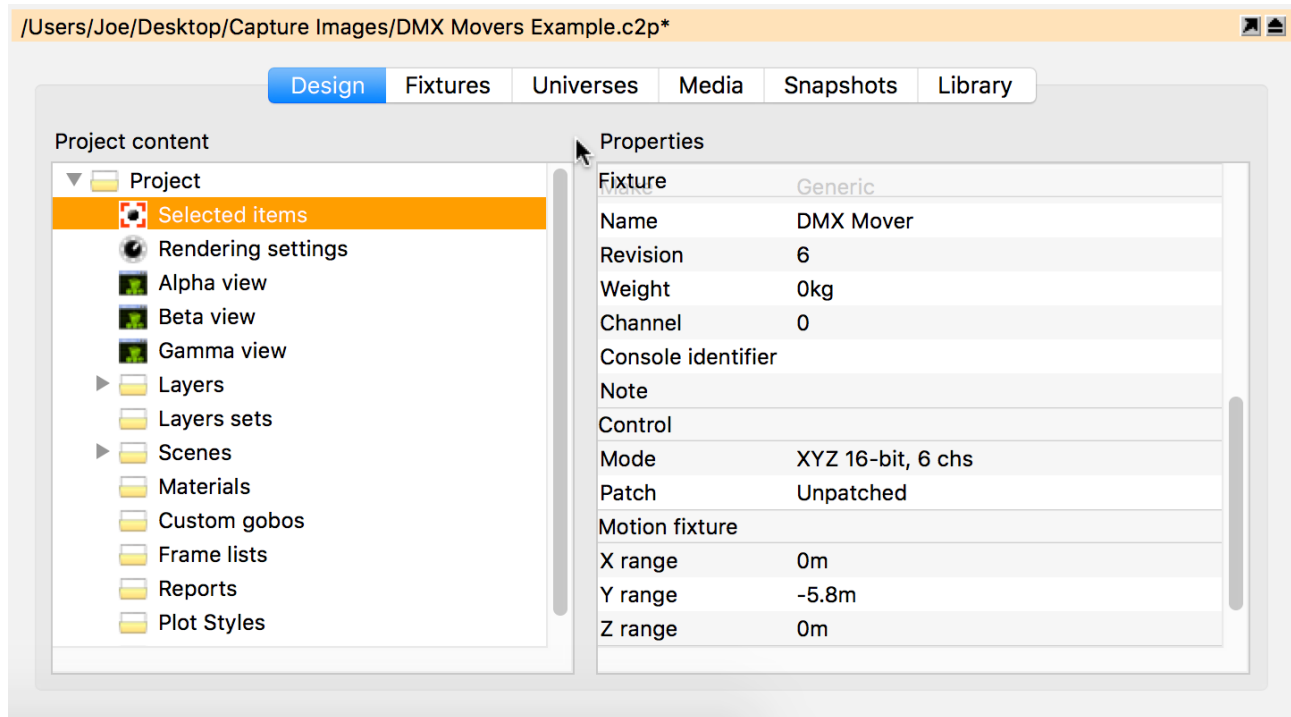 /Users/Joe/Desktop/Capture Images/DMX Movers Example.c2p*
Design Fixtures Universes Media Snapshots Library
Project content
Project
Selected items
Rendering settings
Alpha view
Beta view
Gamma view
Layers
Layers sets
Scenes
Materials
Custom gobos
Frame lists
Reports
Plot Styles
Properties
Fixture
Make Generic
Name DMX Mover
Revision 6
Weight 0kg
Channel 0
Console identifier
Note
Control
Mode XYZ 16-bit, 6 chs
Patch Unpatched
Motion fixture
X range 0m
Y range -5.8m
Z range 0m